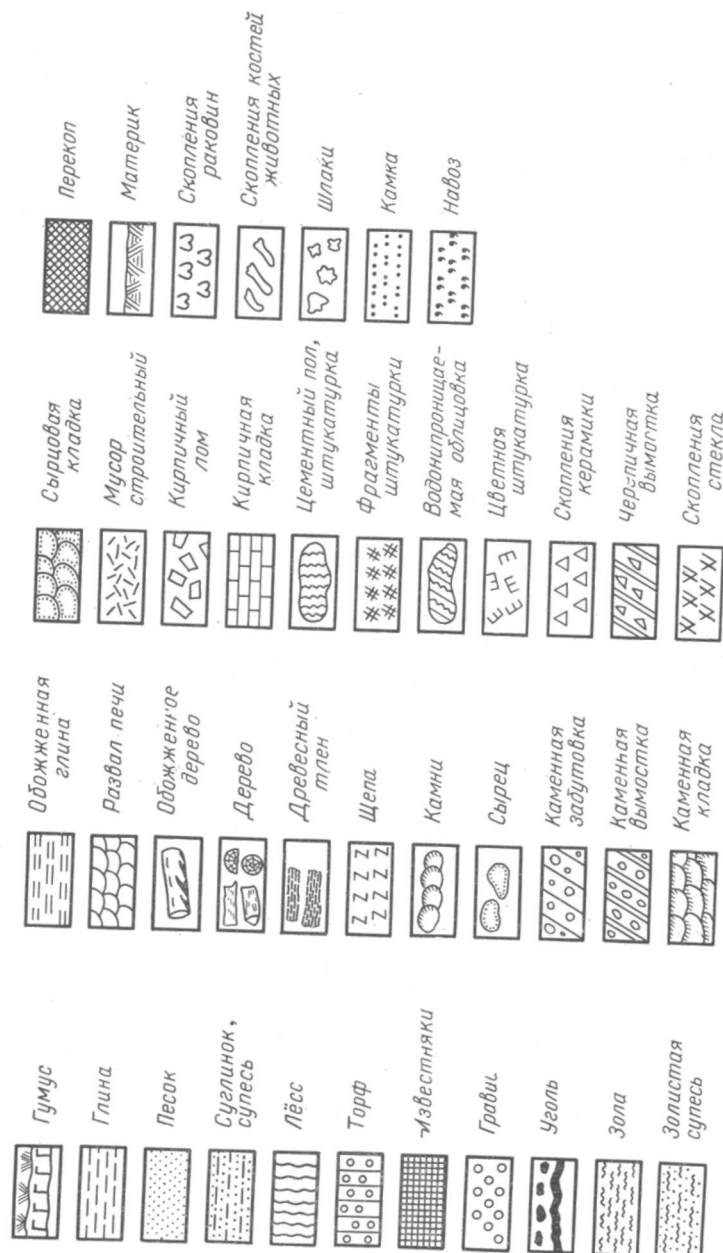 Гумус
Глина
Песок
Суглинок,
супесь
Лёсс
Торф
Известняки
Гравий
Уголь
Зола
Золистая
супесь
Обожженная
глина
Развал печи
Обожженное
дерево
Дерево
Древесный
тлен
Щепа
Камни
Сырец
Каменная
забутовка
Каменная
вымостка
Каменная
кладка
Сырцовая
кладка
Мусор
строительный
Кирпичный
лом
Кирпичная
кладка
Цементный пол,
штукатурка
Фрагменты
штукатурки
Водонипроницае-
мая облицовка
Цветная
штукатурка
Скопления
керамики
Черепичная
вымостка
Скопления
стекла
Перекоп
Материк
Скопления
раковин
Скопления костей
животных
Шлаки
Камка
Навоз